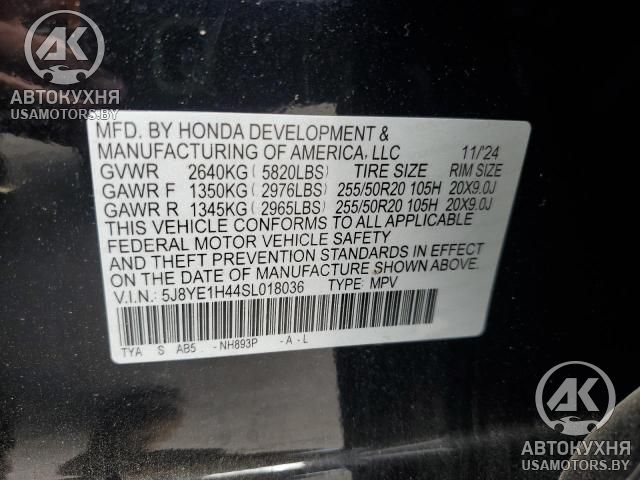 АК
АВТОКУХНЯ
USAMOTORS.BY
MFD. BY HONDA DEVELOPMENT &
MANUFACTURING OF AMERICA, LLC 11/'24
GVWR 2640KG ( 5820LBS) TIRE SIZE RIM SIZE
GAWR F 1350KG ( 2976LBS) 255/50R20 105H 20X9.0J
GAWR R 1345KG ( 2965LBS) 255/50R20 105H 20X9.0J
THIS VEHICLE CONFORMS TO ALL APPLICABLE
FEDERAL MOTOR VEHICLE SAFETY
AND THEFT PREVENTION STANDARDS IN EFFECT
ON THE DATE OF MANUFACTURE SHOWN ABOVE.
V.I.N.: 5J8YE1H44SL018036 TYPE: MPV
TYA S AB5 -NH893P -A-L
АК
АВТОКУХНЯ
USAMOTORS.BY